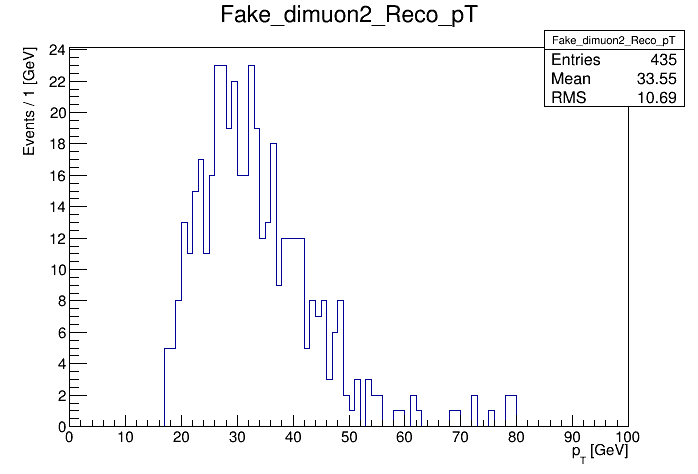 Fake_dimuon2_Reco_pT
Fake_dimuon2_Reco_pT
Entries 435
Mean 33.55
RMS 10.69
Events / 1 [GeV]
24
22
20
18
16
14
12
10
8
6
4
2
0
0 10 20 30 40 50 60 70 80 90 100
p_T [GeV]